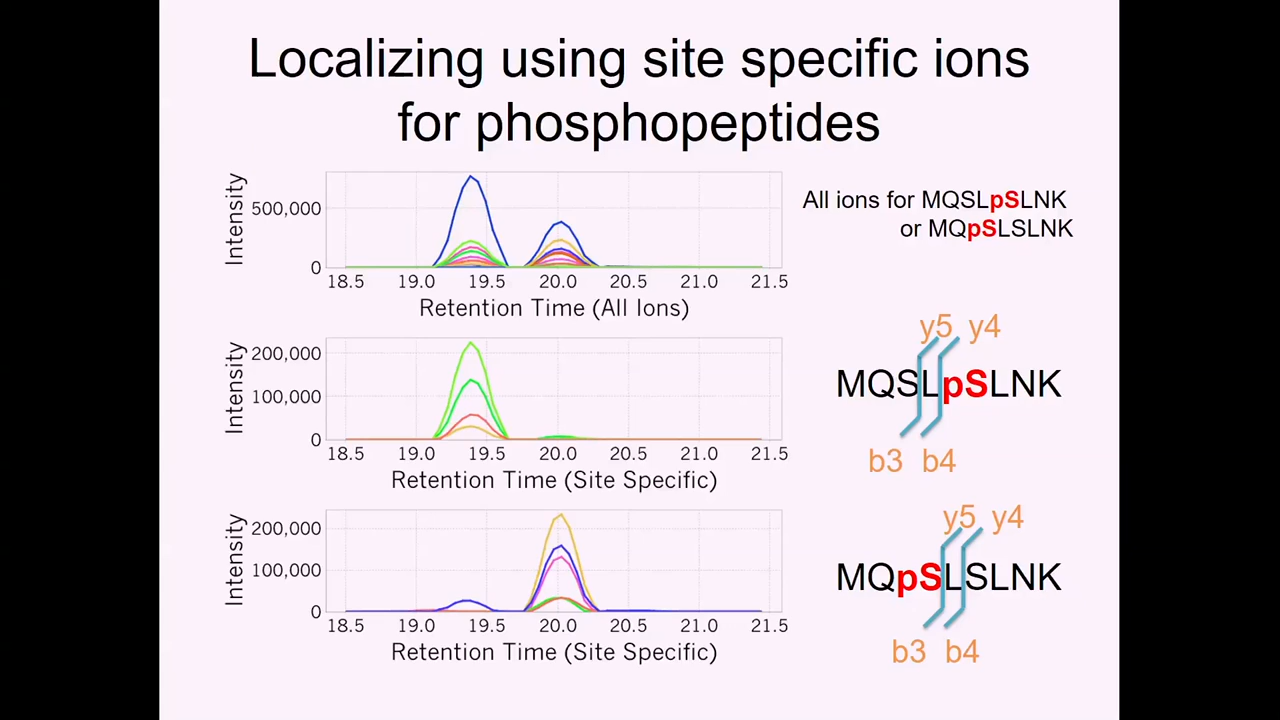 Localizing using site specific ions
for phosphopeptides
Intensity
500,000
0
18.5 19.0 19.5 20.0 20.5 21.0 21.5
Retention Time (All Ions)
All ions for MQSLpSLNK
or MQpSLSLNK
Intensity
200,000
100,000
0
18.5 19.0 19.5 20.0 20.5 21.0 21.5
Retention Time (Site Specific)
y5 y4
MQSLpSLNK
b3 b4
Intensity
200,000
100,000
0
18.5 19.0 19.5 20.0 20.5 21.0 21.5
Retention Time (Site Specific)
y5 y4
MQpSLSLNK
b3 b4